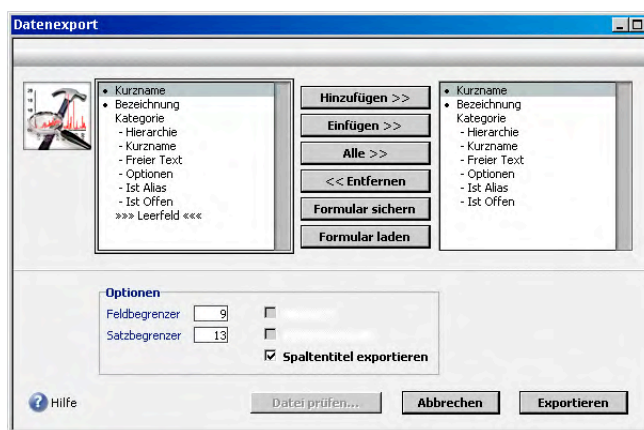 Datenexport
• Kurzname
• Bezeichnung
Kategorie
- Hierarchie
- Kurzname
- Freier Text
- Optionen
- Ist Alias
- Ist Offen
»»» Leerfeld «««
Hinzufügen >>
Einfügen >>
Alle >>
<< Entfernen
Formular sichern
Formular laden
• Kurzname
• Bezeichnung
Kategorie
- Hierarchie
- Kurzname
- Freier Text
- Optionen
- Ist Alias
- Ist Offen
Optionen
Feldbegrenzer 9
Satzbegrenzer 13
Spaltentitel exportieren
? Hilfe
Datei prüfen...
Abbrechen
Exportieren